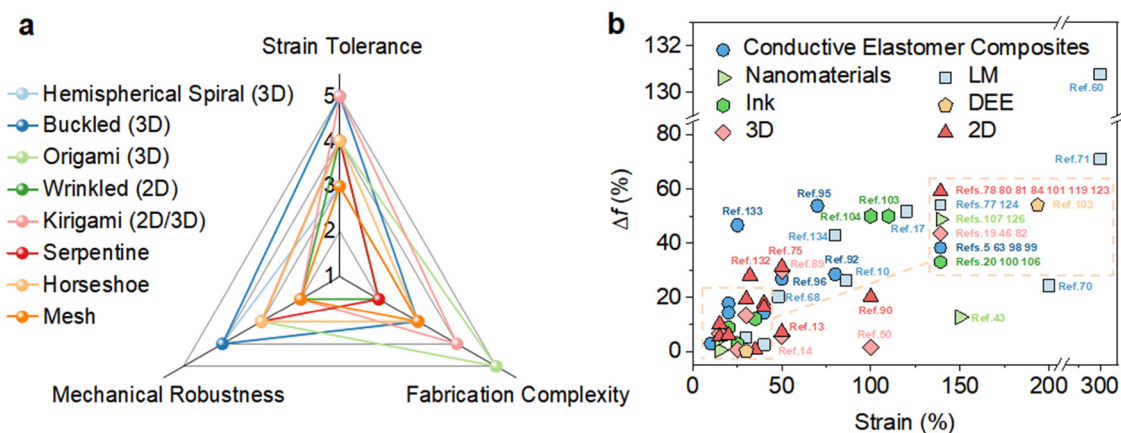 a
Strain Tolerance
Hemispherical Spiral (3D)
Buckled (3D)
Origami (3D)
Wrinkled (2D)
Kirigami (2D/3D)
Serpentine
Horseshoe
Mesh
5
4
3
2
1
Mechanical Robustness
Fabrication Complexity
b
Δf (%)
132
130
80
60
40
20
0
Conductive Elastomer Composites
Nanomaterials
LM
Ink
DEE
3D
2D
Ref.60
Ref.71
Ref.95
Ref.133
Ref.103
Ref.104
Ref.17
Ref.134
Ref.75
Ref.132
Ref.89
Ref.92
Ref.96
Ref.10
Ref.68
Ref.90
Ref.13
Ref.14
Ref.50
Ref.43
Ref.70
Refs.78 80 81 84 101 119 123
Refs.77 124
Ref.103
Refs.107 126
Refs.19 46 82
Refs.5 63 98 99
Refs.20 100 106
0
50
100
150
200
300
Strain (%)